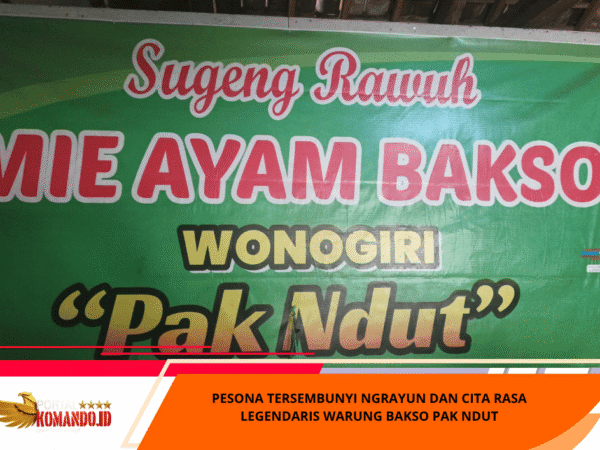 Sugeng Rawuh
MIE AYAM BAKSO
WONOGIRI
"Pak Ndut"
PORTAL
KOMANDO.ID
PESONA TERSEMBUNYI NGRAYUN DAN CITA RASA
LEGENDARIS WARUNG BAKSO PAK NDUT